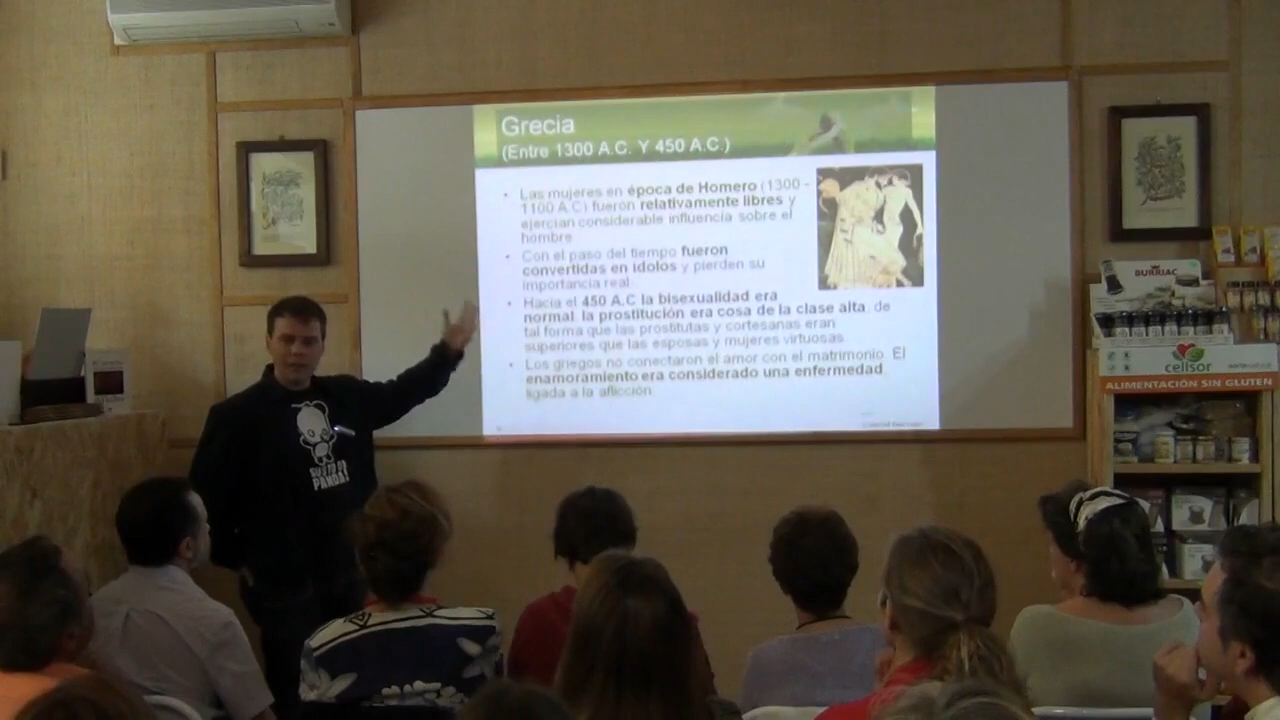 Grecia
(Entre 1300 A.C. Y 450 A.C.)
• Las mujeres en época de Homero (1300 -
1100 A.C) fueron relativamente libres y
ejercían considerable influencia sobre el
hombre
• Con el paso del tiempo fueron
convertidas en ídolos y pierden su
importancia real.
• Hacia el 450 A.C la bisexualidad era
normal, la prostitución era cosa de la clase alta, de
tal forma que las prostitutas y cortesanas eran
superiores que las esposas y mujeres virtuosas.
• Los griegos no conectaron el amor con el matrimonio. El
enamoramiento era considerado una enfermedad
ligada a la aflicción
PANDA!
BURRIAC
celisor
ALIMENTACIÓN SIN GLUTEN